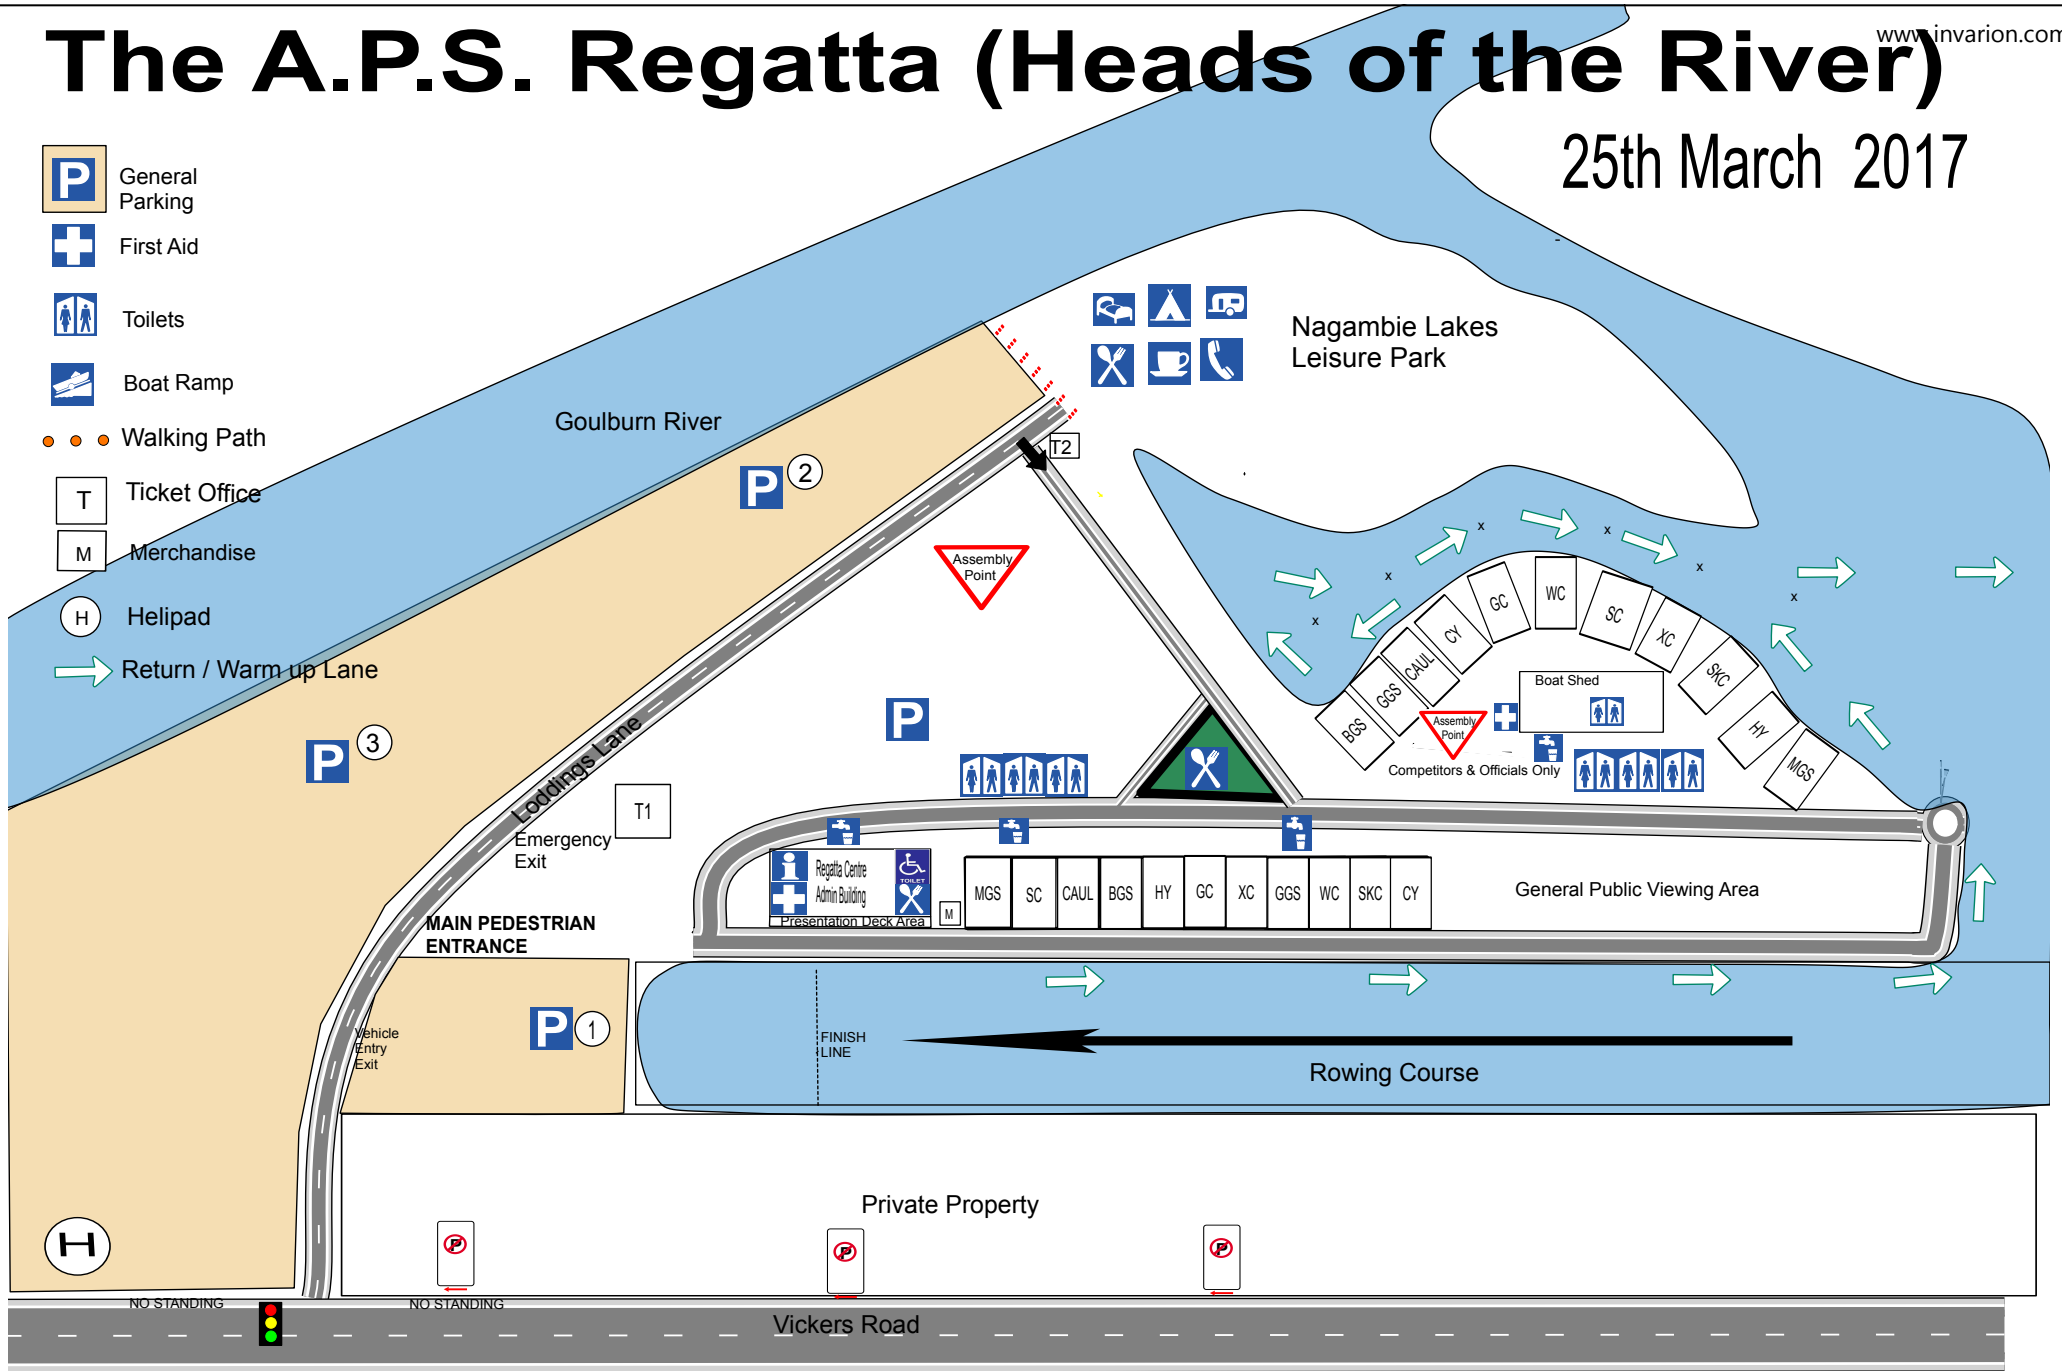 The A.P.S. Regatta (Heads of the River)
www.invarion.com
25th March 2017
P
General
Parking
First Aid
Toilets
Boat Ramp
Walking Path
T
Ticket Office
M
Merchandise
H
Helipad
Return / Warm up Lane
Goulburn River
Nagambie Lakes
Leisure Park
T2
P
2
Assembly
Point
P
3
P
Loddings Lane
T1
Emergency
Exit
MAIN PEDESTRIAN
ENTRANCE
P
1
Vehicle
Entry
Exit
BGS
GGS
CAUL
CY
GC
WC
SC
XC
SKC
HY
MGS
Boat Shed
Assembly
Point
Competitors & Officials Only
i
Regatta Centre
Admin Building
TOILET
Presentation Deck Area
M
MGS
SC
CAUL
BGS
HY
GC
XC
GGS
WC
SKC
CY
General Public Viewing Area
x
x
x
x
x
x
FINISH
LINE
Rowing Course
Private Property
H
P
P
P
NO STANDING
NO STANDING
Vickers Road